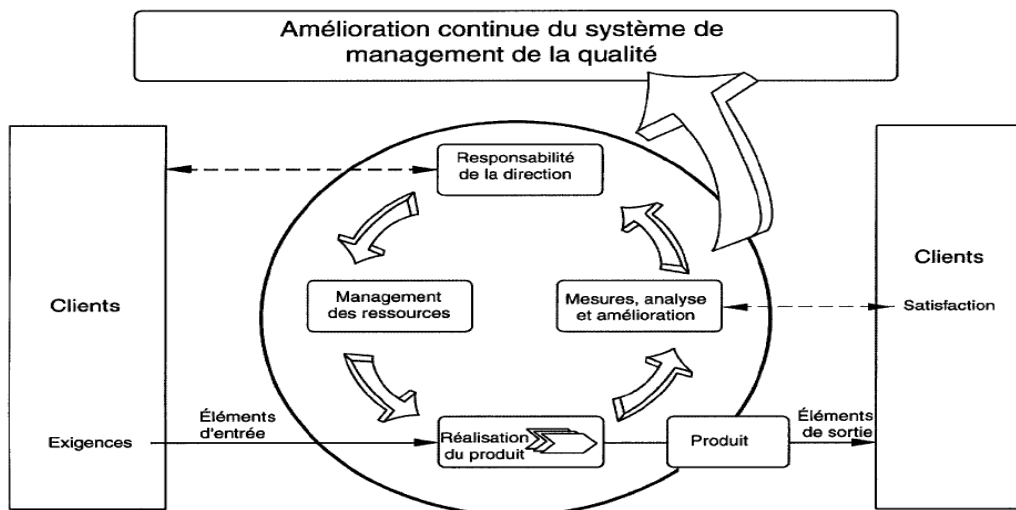 Amélioration continue du système de
management de la qualité
Responsabilité
de la direction
Clients
Management
des ressources
Mesures, analyse
et amélioration
Clients
Satisfaction
Exigences
Éléments
d'entrée
Réalisation
du produit
Produit
Éléments
de sortie